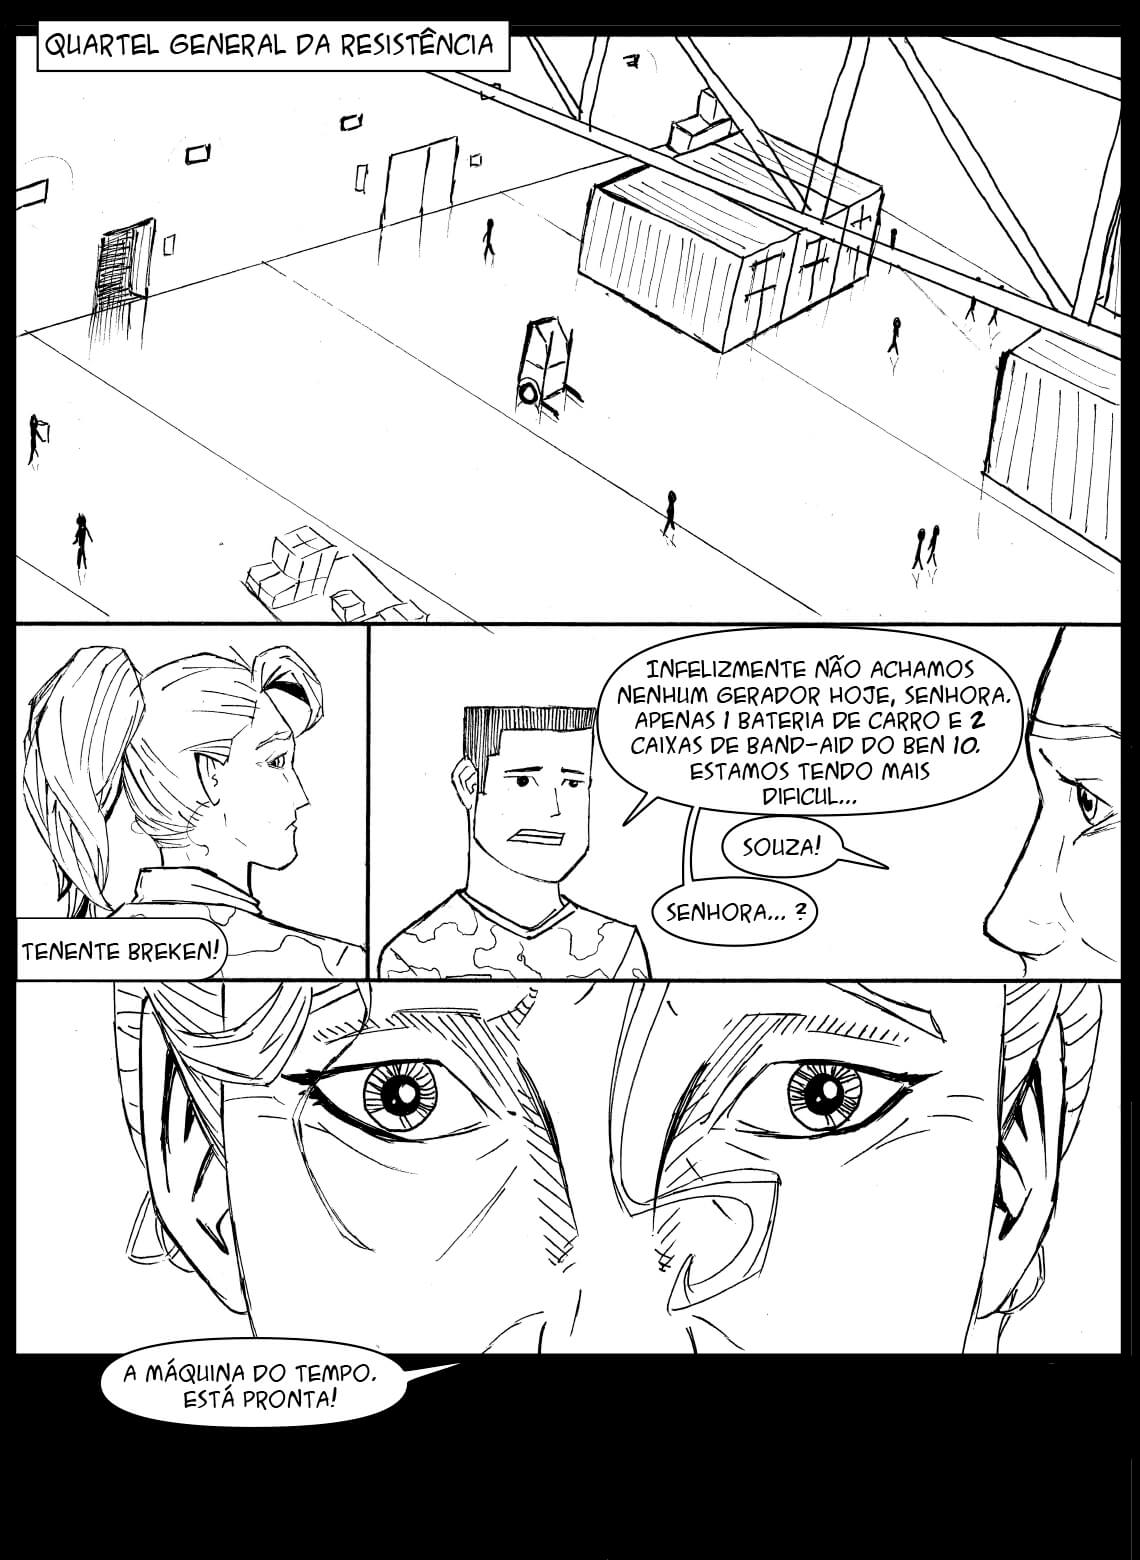 QUARTEL GENERAL DA RESISTÊNCIA
TENENTE BREKEN!
INFELIZMENTE NÃO ACHAMOS
NENHUM GERADOR HOJE, SENHORA.
APENAS 1 BATERIA DE CARRO E 2
CAIXAS DE BAND-AID DO BEN 10.
ESTAMOS TENDO MAIS
DIFICUL...
SOUZA!
SENHORA... ?
A MÁQUINA DO TEMPO.
ESTÁ PRONTA!